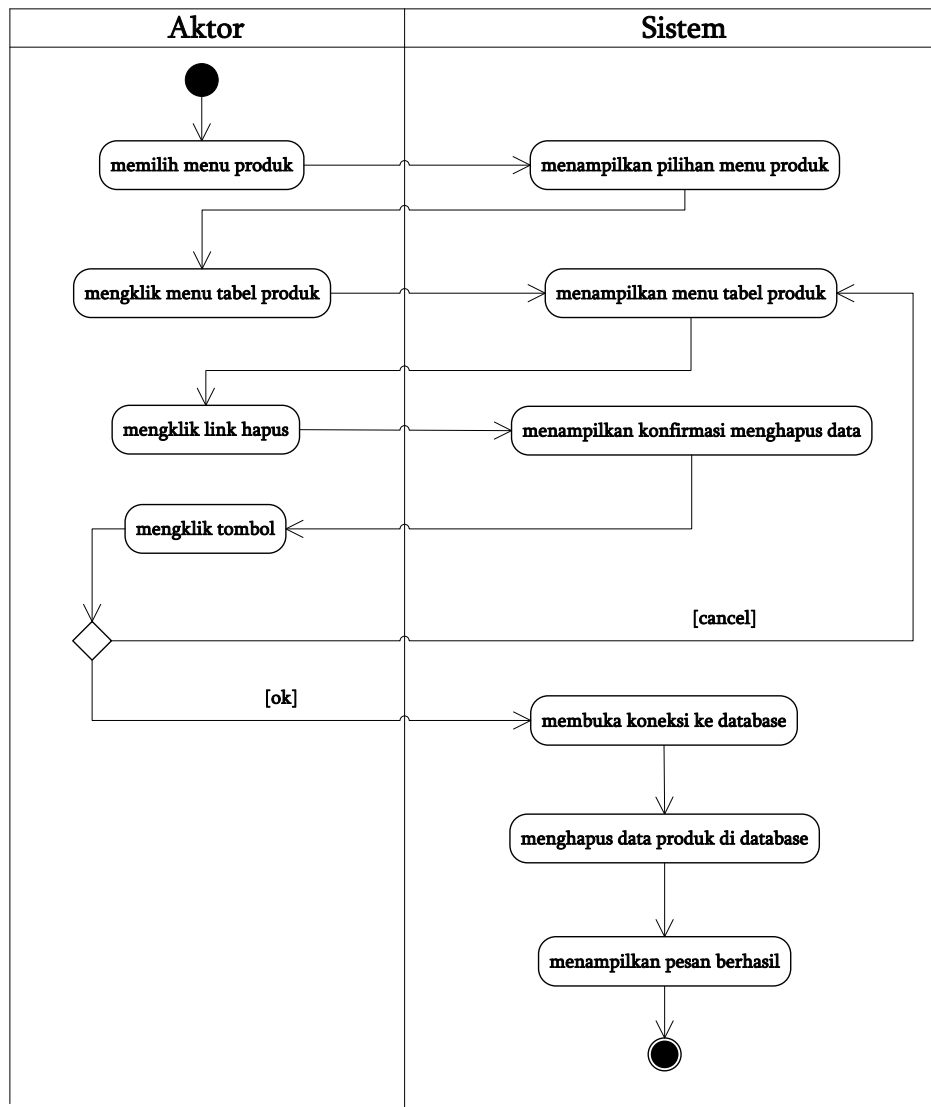 Aktor
Sistem
memilih menu produk
menampilkan pilihan menu produk
mengklik menu tabel produk
menampilkan menu tabel produk
mengklik link hapus
menampilkan konfirmasi menghapus data
mengklik tombol
[cancel]
[ok]
membuka koneksi ke database
menghapus data produk di database
menampilkan pesan berhasil